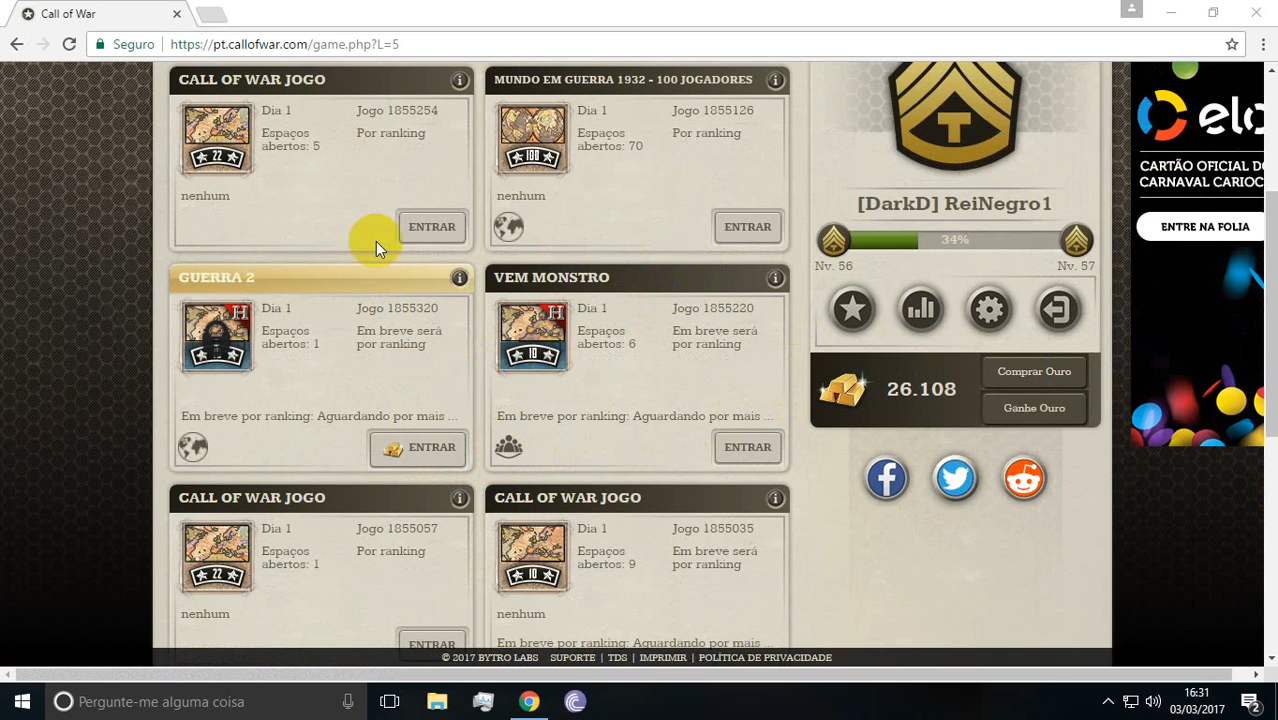 Call of War
Seguro
https://pt.callofwar.com/game.php?L=5
CALL OF WAR JOGO
22
Dia 1
Jogo 1855254
Espaços
abertos: 5
Por ranking
nenhum
ENTRAR
MUNDO EM GUERRA 1932 - 100 JOGADORES
100
Dia 1
Jogo 1855126
Espaços
abertos: 70
Por ranking
nenhum
ENTRAR
GUERRA 2
H
Dia 1
Jogo 1855320
Espaços
abertos: 1
Em breve será
por ranking
Em breve por ranking: Aguardando por mais ...
ENTRAR
VEM MONSTRO
H
10
Dia 1
Jogo 1855220
Espaços
abertos: 6
Em breve será
por ranking
Em breve por ranking: Aguardando por mais ...
ENTRAR
CALL OF WAR JOGO
22
Dia 1
Jogo 1855057
Espaços
abertos: 1
Por ranking
nenhum
ENTRAR
CALL OF WAR JOGO
10
Dia 1
Jogo 1855035
Espaços
abertos: 9
Em breve será
por ranking
nenhum
Em breve por ranking: Aguardando por mais ...
T
[DarkD] ReiNegro1
34%
Nv. 56
Nv. 57
26.108
Comprar Ouro
Ganhe Ouro
elo
CARTÃO OFICIAL DO
CARNAVAL CARIOC
ENTRE NA FOLIA
© 2017 BYTRO LABS SUPORTE | TDS | IMPRIMIR | POLÍTICA DE PRIVACIDADE
Pergunte-me alguma coisa
16:31
03/03/2017
2